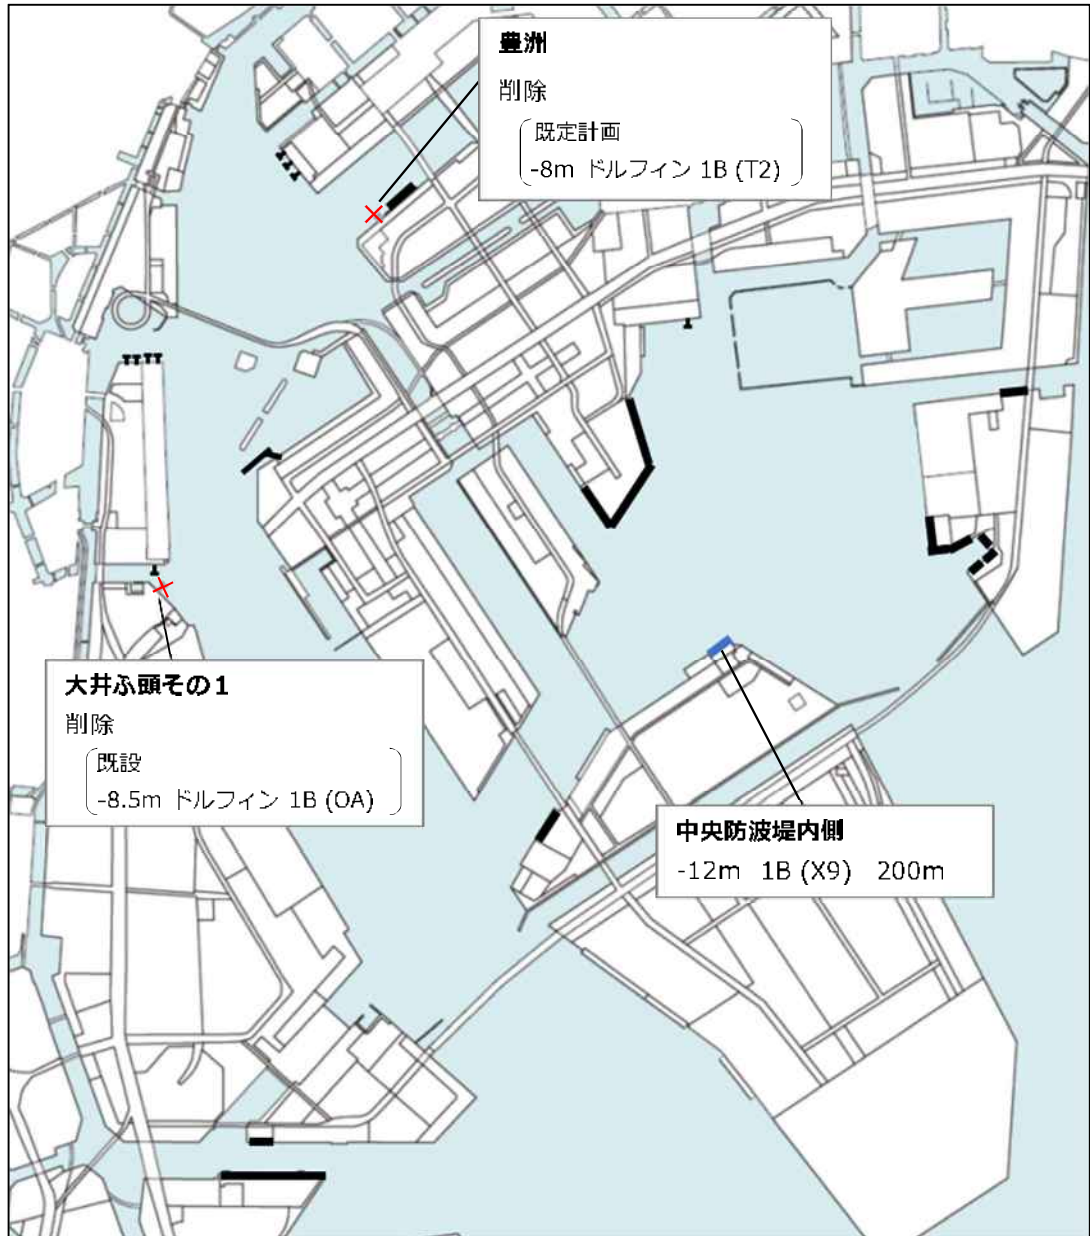 豊洲
削除
既定計画
-8m ドルフィン 1B (T2)
大井ふ頭その1
削除
既設
-8.5m ドルフィン 1B (OA)
中央防波堤内側
-12m 1B (X9) 200m